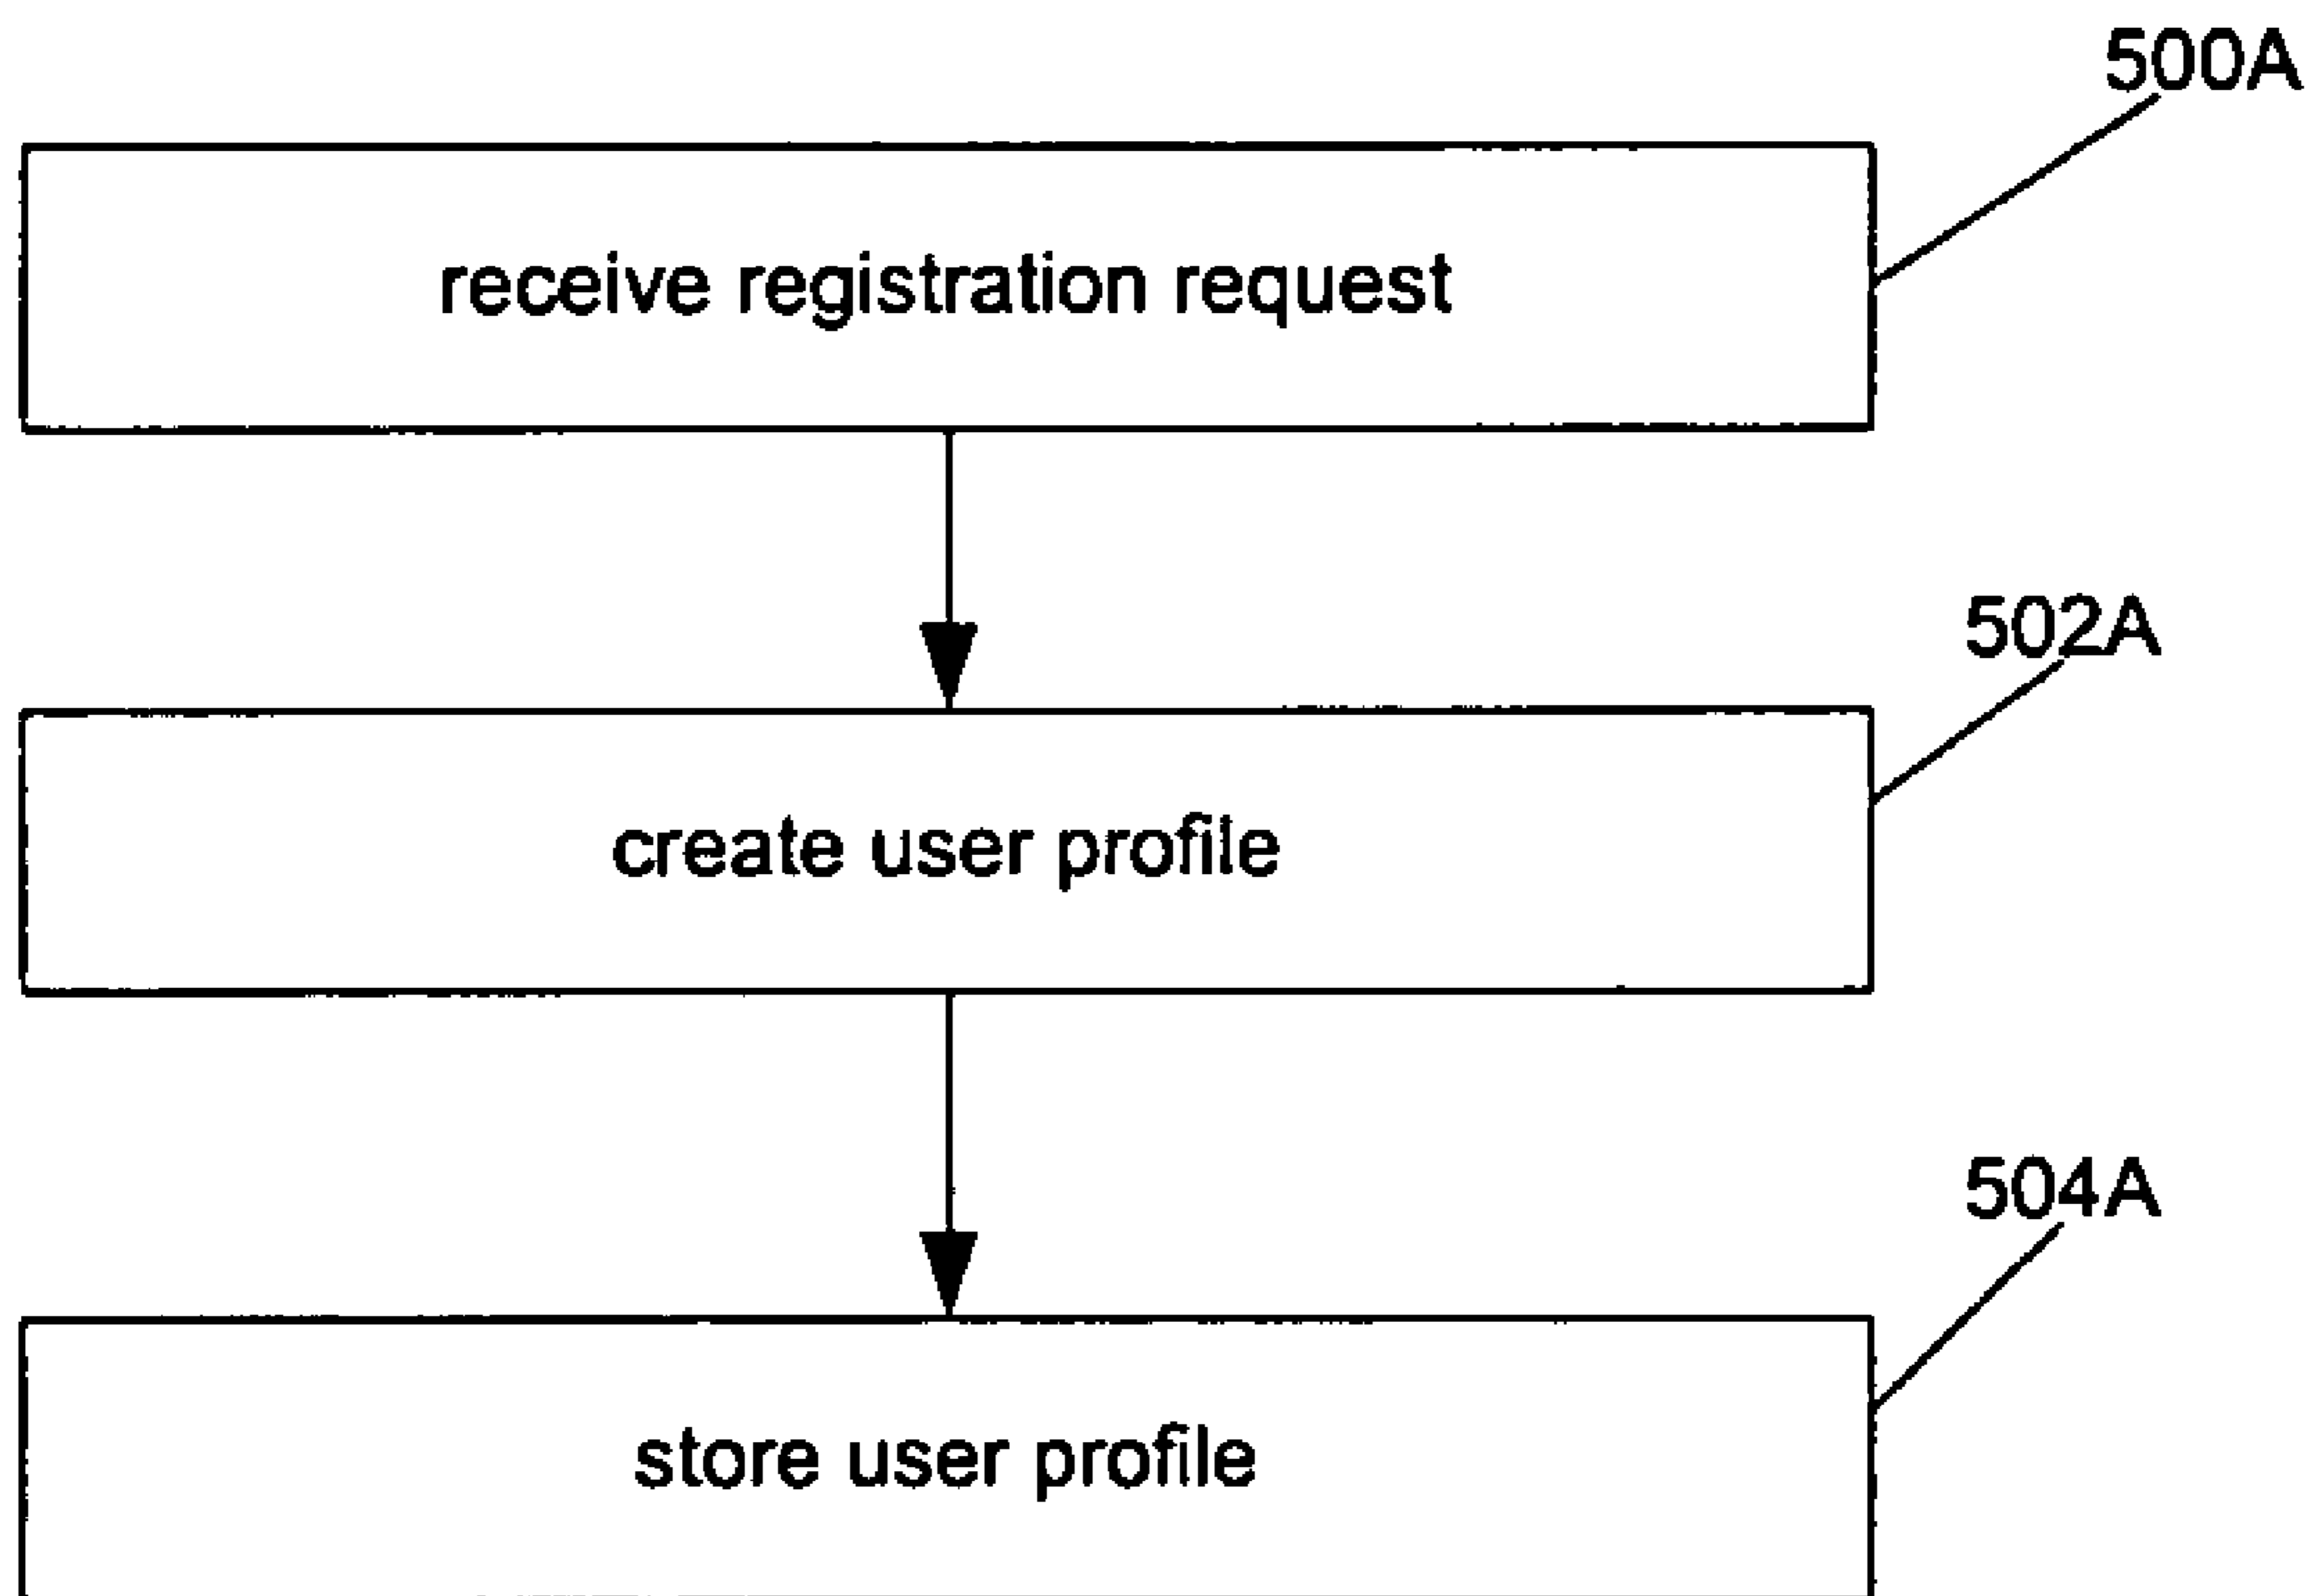 500A
receive registration request
502A
create user profile
504A
store user profile